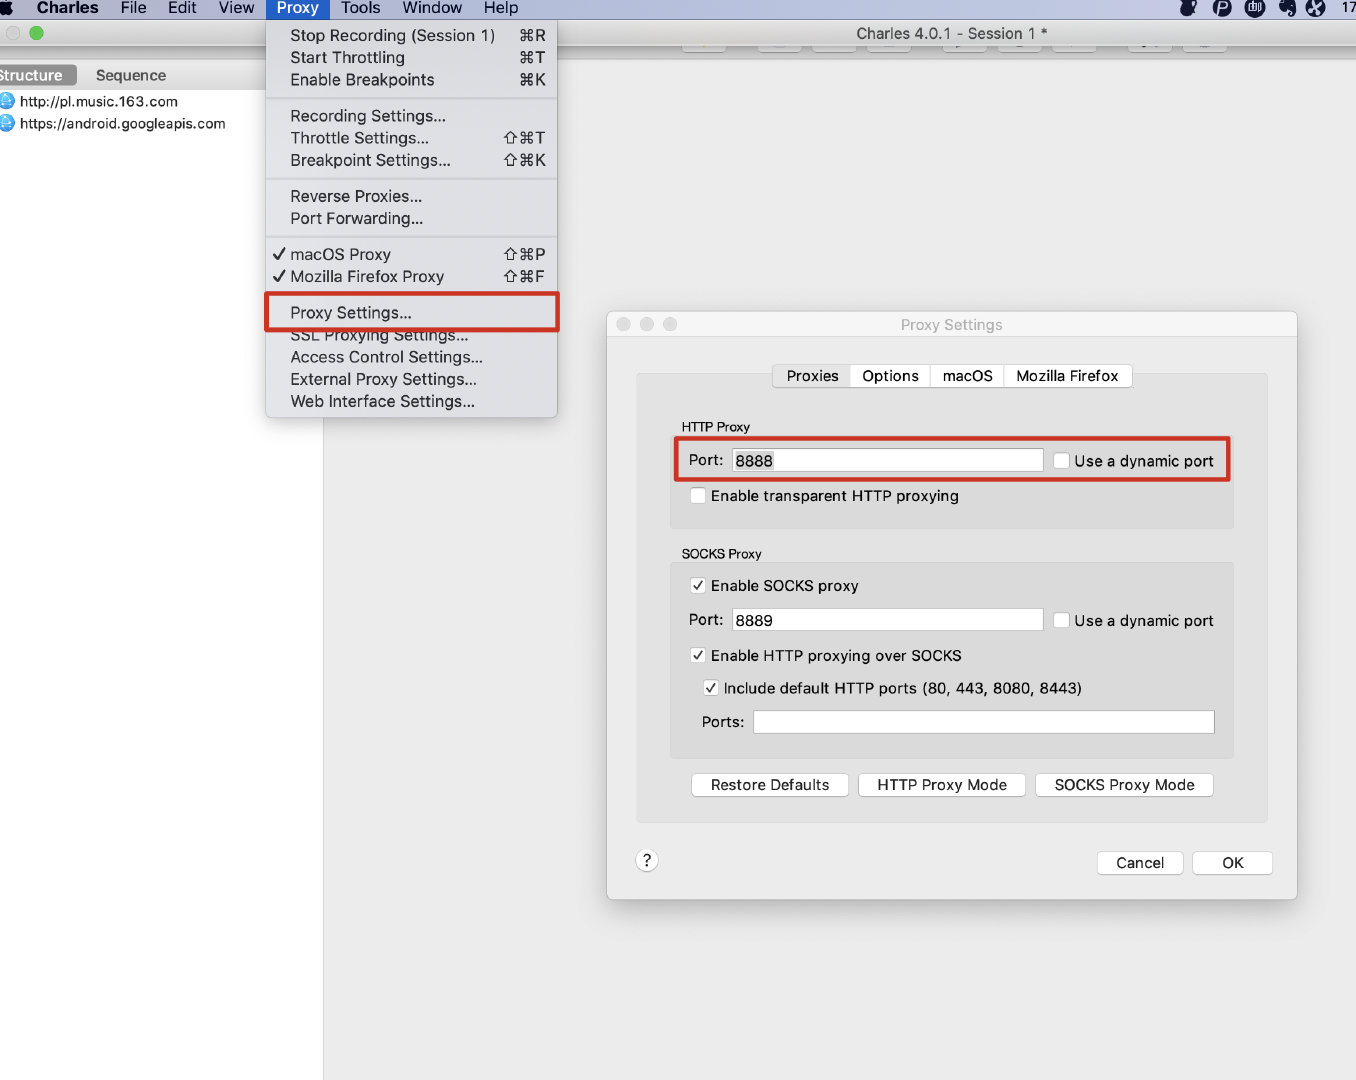 Charles File Edit View Proxy Tools Window Help
Charles 4.0.1 - Session 1 *
Structure Sequence
http://pl.music.163.com
https://android.googleapis.com
Stop Recording (Session 1) ⌘R
Start Throttling ⌘T
Enable Breakpoints ⌘K
Recording Settings...
Throttle Settings... ⇧⌘T
Breakpoint Settings... ⇧⌘K
Reverse Proxies...
Port Forwarding...
✓ macOS Proxy ⇧⌘P
✓ Mozilla Firefox Proxy ⇧⌘F
Proxy Settings...
SSL Proxying Settings...
Access Control Settings...
External Proxy Settings...
Web Interface Settings...
Proxy Settings
Proxies Options macOS Mozilla Firefox
HTTP Proxy
Port: 8888 Use a dynamic port
Enable transparent HTTP proxying
SOCKS Proxy
Enable SOCKS proxy
Port: 8889 Use a dynamic port
Enable HTTP proxying over SOCKS
Include default HTTP ports (80, 443, 8080, 8443)
Ports:
Restore Defaults HTTP Proxy Mode SOCKS Proxy Mode
?
Cancel OK